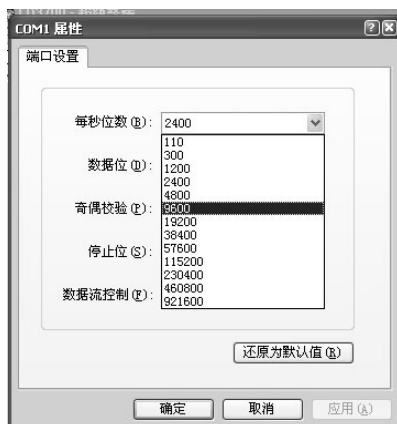 COM1 属性
端口设置
每秒位数(B):
2400
110
300
数据位(D):
1200
2400
4800
奇偶校验(P):
9600
19200
38400
停止位(S):
57600
115200
230400
数据流控制(F):
460800
921600
还原为默认值(R)
确定
取消
应用(A)